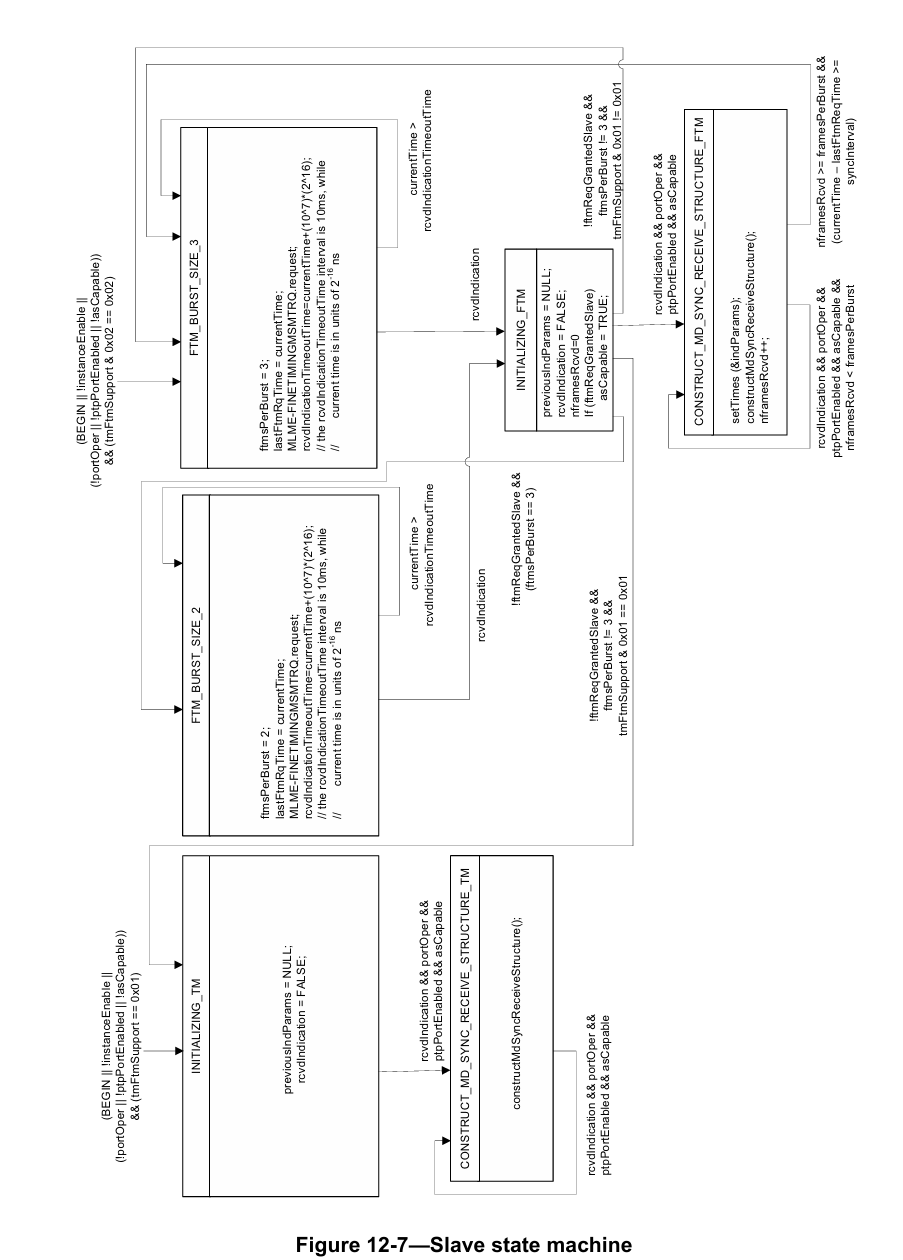 (BEGIN || !instanceEnable ||
(!portOper || !ptpPortEnabled || !asCapable))
&& (tmFtmSupport == 0x01)
INITIALIZING_TM
previousIndParams = NULL;
rcvdIndication = FALSE;
rcvdIndication && portOper &&
ptpPortEnabled && asCapable
CONSTRUCT_MD_SYNC_RECEIVE_STRUCTURE_TM
constructMdSyncReceiveStructure();
rcvdIndication && portOper &&
ptpPortEnabled && asCapable
FTM_BURST_SIZE_2
ftmsPerBurst = 2;
lastFtmRqTime = currentTime;
MLME-FINETIMINGMSMTRQ.request;
rcvdIndicationTimeoutTime=currentTime+(10^7)*(2^16);
// the rcvdIndicationTimeoutTime interval is 10ms, while
// current time is in units of 2-16 ns
currentTime >
rcvdIndicationTimeoutTime
rcvdIndication
(BEGIN || !instanceEnable ||
(!portOper || !ptpPortEnabled || !asCapable))
&& (tmFtmSupport & 0x02 == 0x02)
FTM_BURST_SIZE_3
ftmsPerBurst = 3;
lastFtmRqTime = currentTime;
MLME-FINETIMINGMSMTRQ.request;
rcvdIndicationTimeoutTime=currentTime+(10^7)*(2^16);
// the rcvdIndicationTimeoutTime interval is 10ms, while
// current time is in units of 2-16 ns
currentTime >
rcvdIndicationTimeoutTime
rcvdIndication
INITIALIZING_FTM
previousIndParams = NULL;
rcvdIndication = FALSE;
nframesRcvd=0
If (ftmReqGrantedSlave)
asCapable = TRUE;
!ftmReqGrantedSlave &&
(ftmsPerBurst == 3)
!ftmReqGrantedSlave &&
ftmsPerBurst != 3 &&
tmFtmSupport & 0x01 == 0x01
!ftmReqGrantedSlave &&
ftmsPerBurst != 3 &&
tmFtmSupport & 0x01 != 0x01
rcvdIndication && portOper &&
ptpPortEnabled && asCapable
CONSTRUCT_MD_SYNC_RECEIVE_STRUCTURE_FTM
setTimes (&indParams);
constructMdSyncReceiveStructure();
nframesRcvd++;
rcvdIndication && portOper &&
ptpPortEnabled && asCapable &&
nframesRcvd < framesPerBurst
nframesRcvd >= framesPerBurst &&
(currentTime – lastFtmReqTime >=
syncInterval)
Figure 12-7—Slave state machine